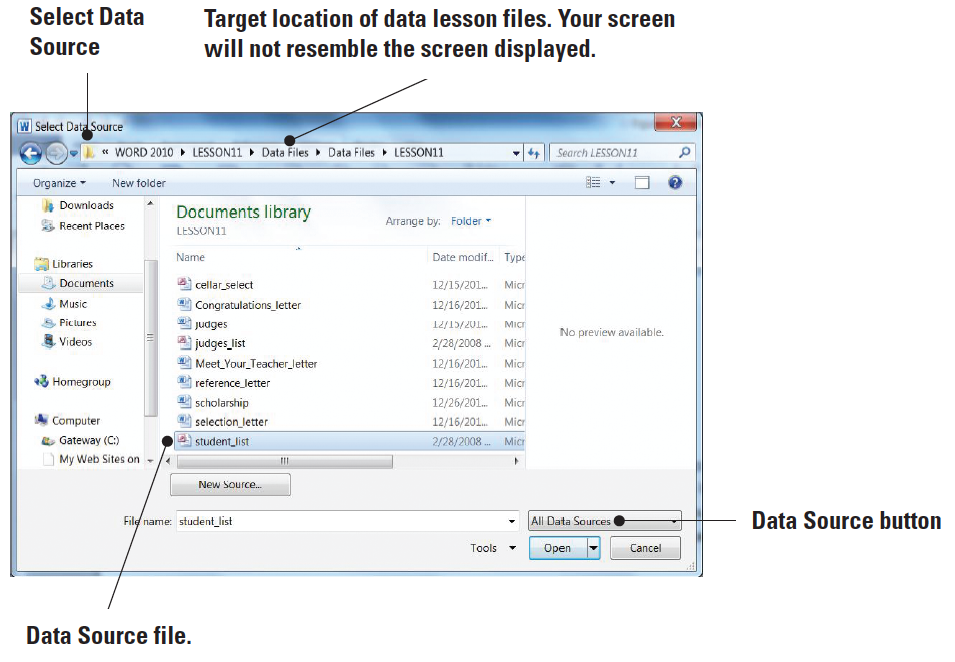 Select Data
Source
Target location of data lesson files. Your screen
will not resemble the screen displayed.
Select Data Source
« WORD 2010 LESSON11 Data Files Data Files LESSON11
Search LESSON11
Organize New folder
Downloads
Recent Places
Libraries
Documents
Music
Pictures
Videos
Homegroup
Computer
Gateway (C:)
My Web Sites on
Documents library
LESSON11
Arrange by: Folder
Name Date modif... Type
cellar_select 12/15/201... Micr
Congratulations_letter 12/16/201... Micr
judges 12/15/201... Micr
judges_list 2/28/2008 ... Micr
Meet_Your_Teacher_letter 12/16/201... Micr
reference_letter 12/16/201... Micr
scholarship 12/26/201... Micr
selection_letter 12/16/201... Micr
student_list 2/28/2008 ... Micr
No preview available.
New Source...
File name: student_list
All Data Sources
Tools Open Cancel
Data Source button
Data Source file.